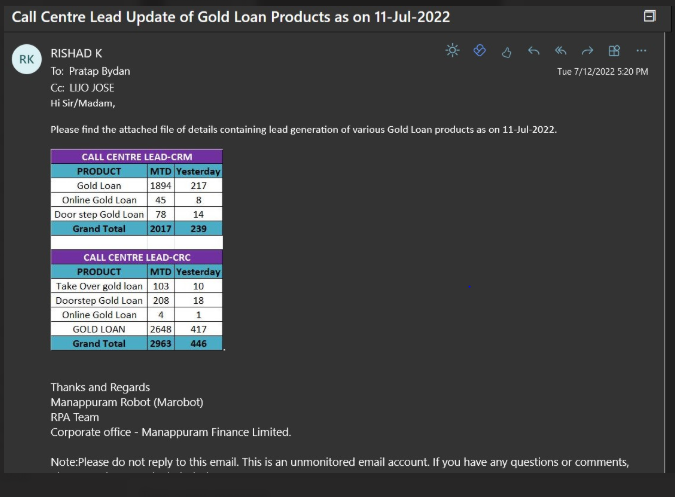 Call Centre Lead Update of Gold Loan Products as on 11-Jul-2022
RK
RISHAD K
To: Pratap Bydan
Tue 7/12/2022 5:20 PM
Cc: LIJO JOSE
Hi Sir/Madam,
Please find the attached file of details containing lead generation of various Gold Loan products as on 11-Jul-2022.
CALL CENTRE LEAD-CRM
PRODUCT MTD Yesterday
Gold Loan 1894 217
Online Gold Loan 45 8
Door step Gold Loan 78 14
Grand Total 2017 239
CALL CENTRE LEAD-CRC
PRODUCT MTD Yesterday
Take Over gold loan 103 10
Doorstep Gold Loan 208 18
Online Gold Loan 4 1
GOLD LOAN 2648 417
Grand Total 2963 446
.
Thanks and Regards
Manappuram Robot (Marobot)
RPA Team
Corporate office - Manappuram Finance Limited.
Note:Please do not reply to this email. This is an unmonitored email account. If you have any questions or comments,